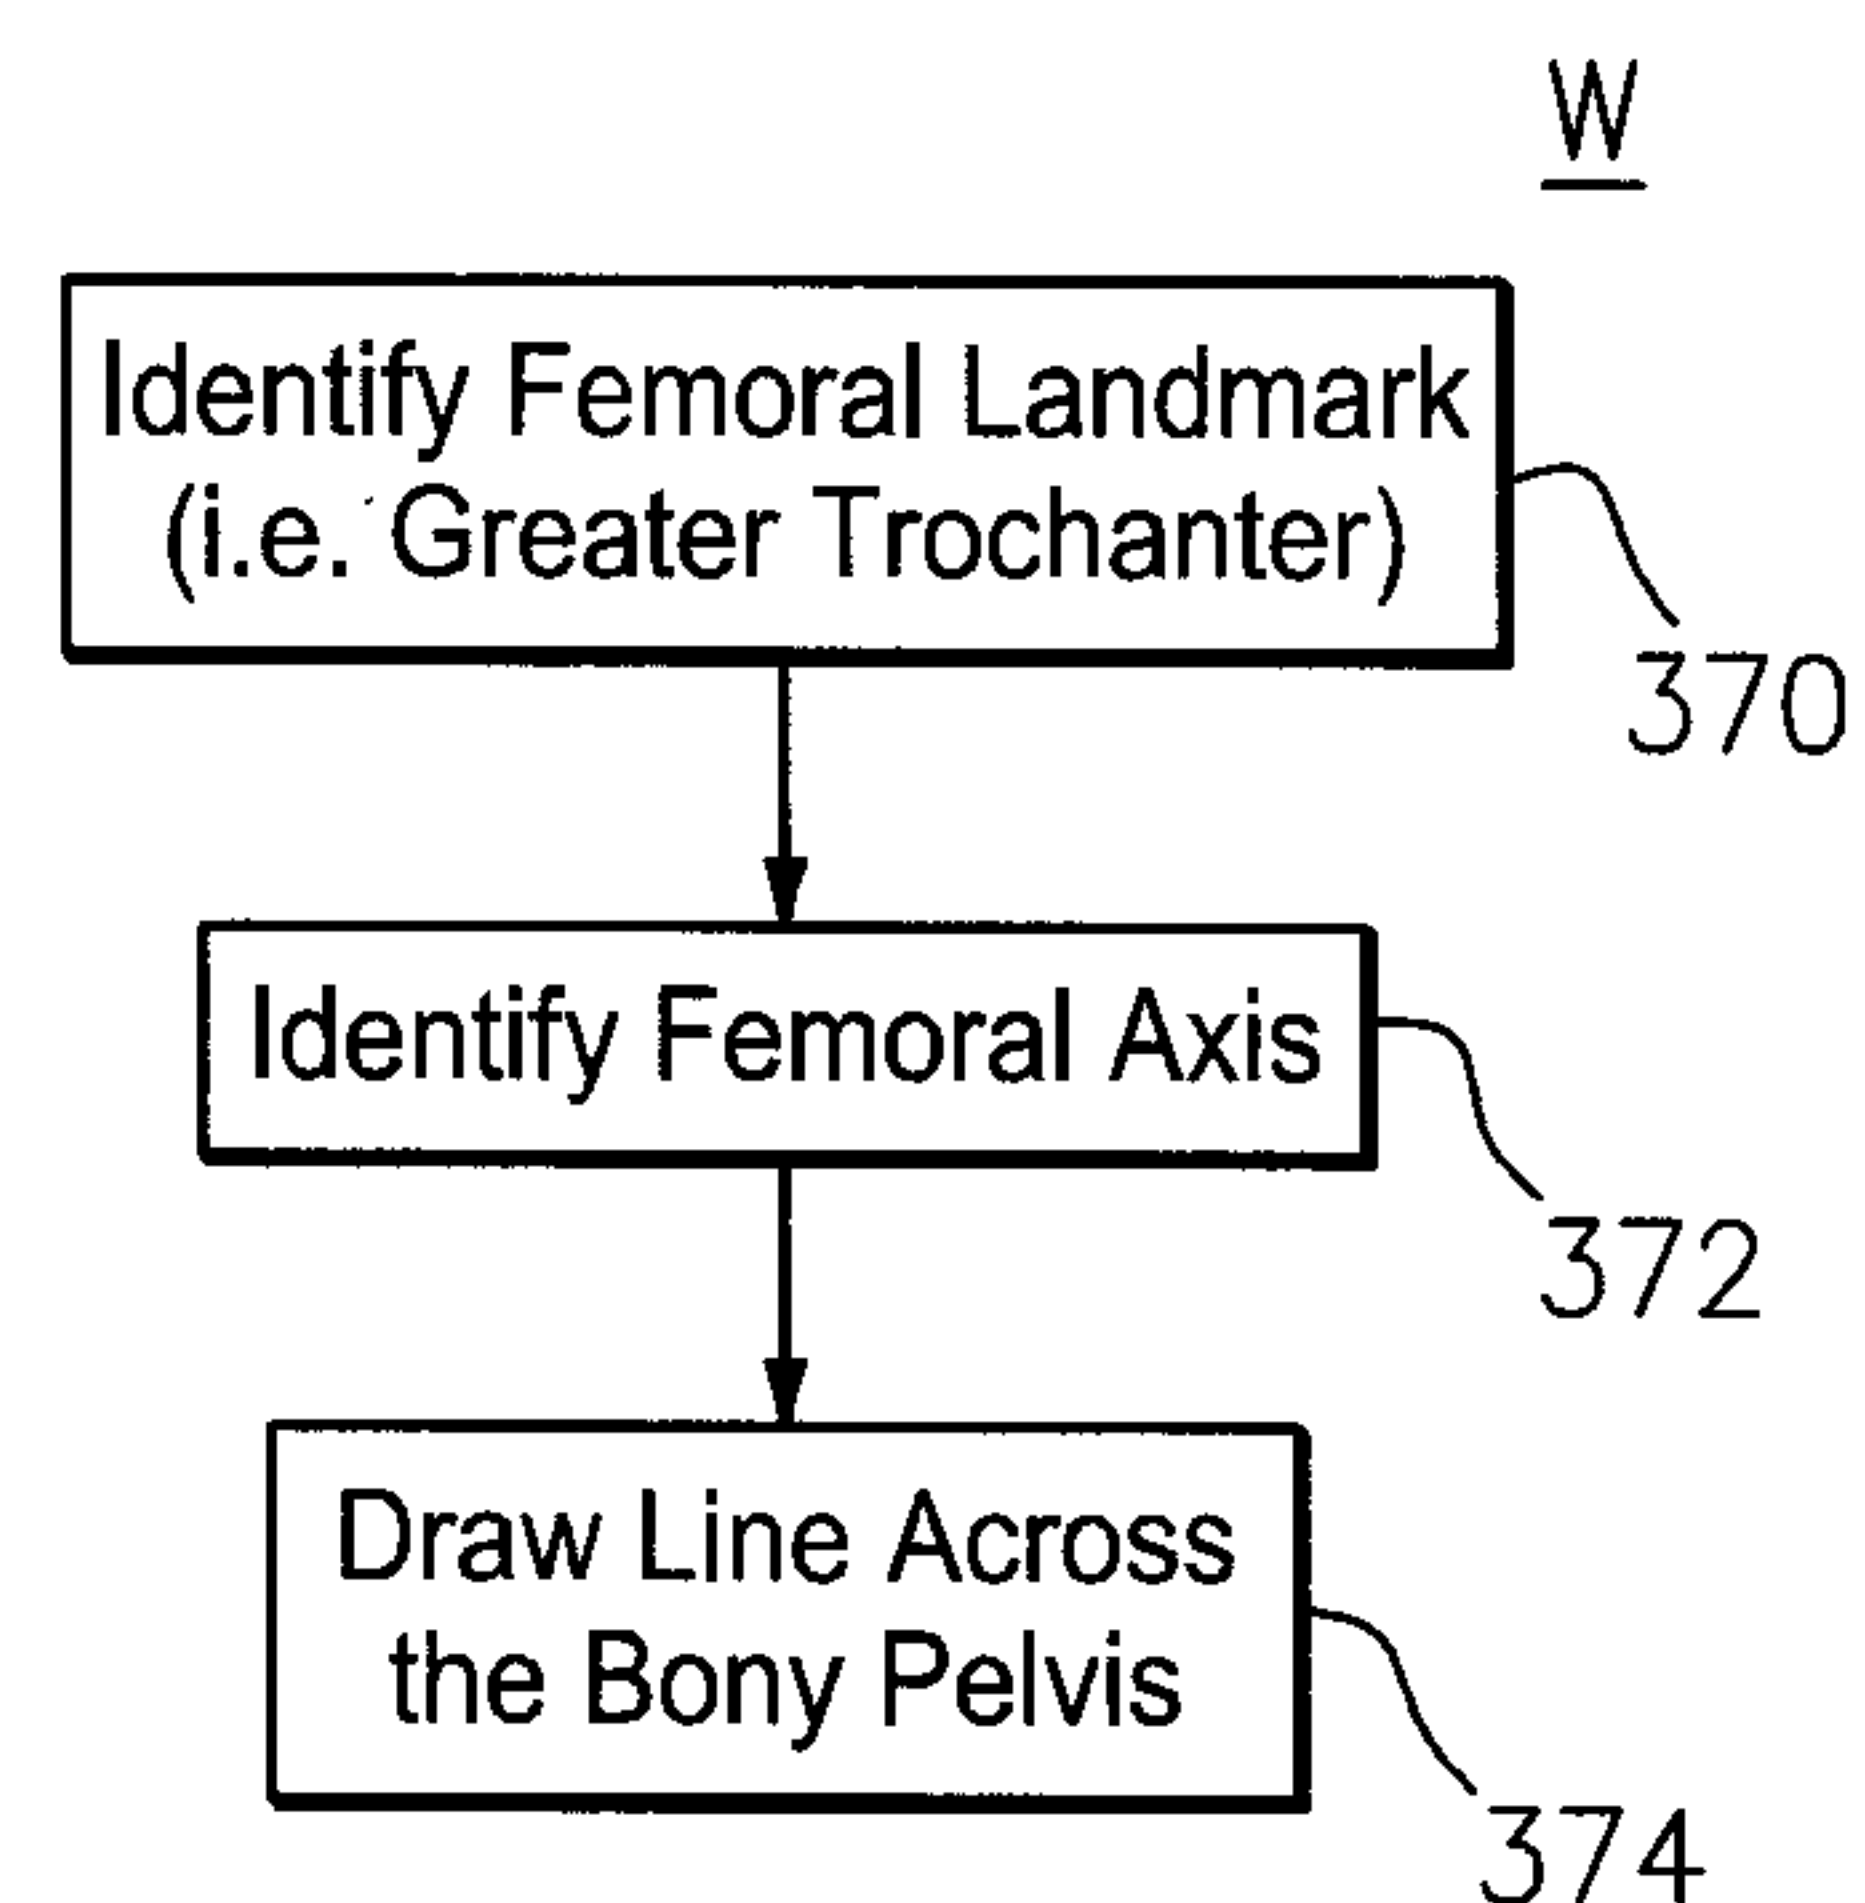 W
Identify Femoral Landmark
(i.e. Greater Trochanter)
370
Identify Femoral Axis
372
Draw Line Across
the Bony Pelvis
374